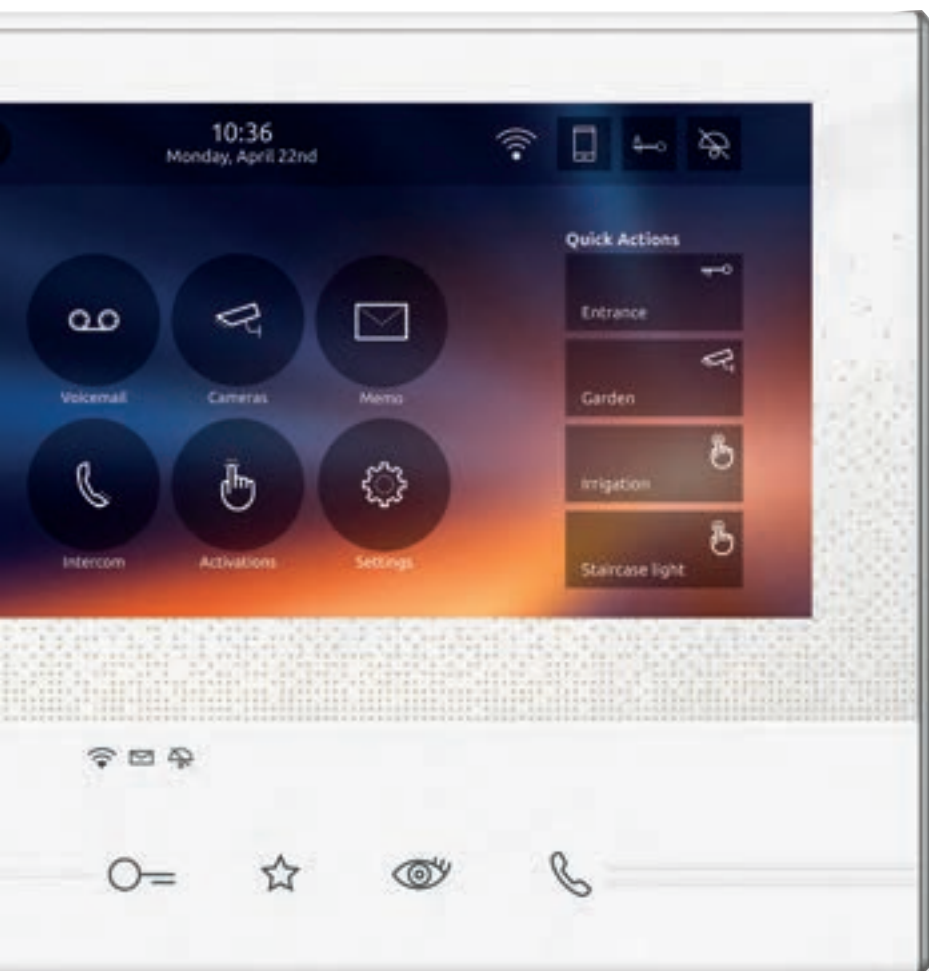 10:36
Monday, April 22nd
Quick Actions
Entrance
Garden
Irrigation
Staircase light
Voicemail
Cameras
Memo
Intercom
Activations
Settings